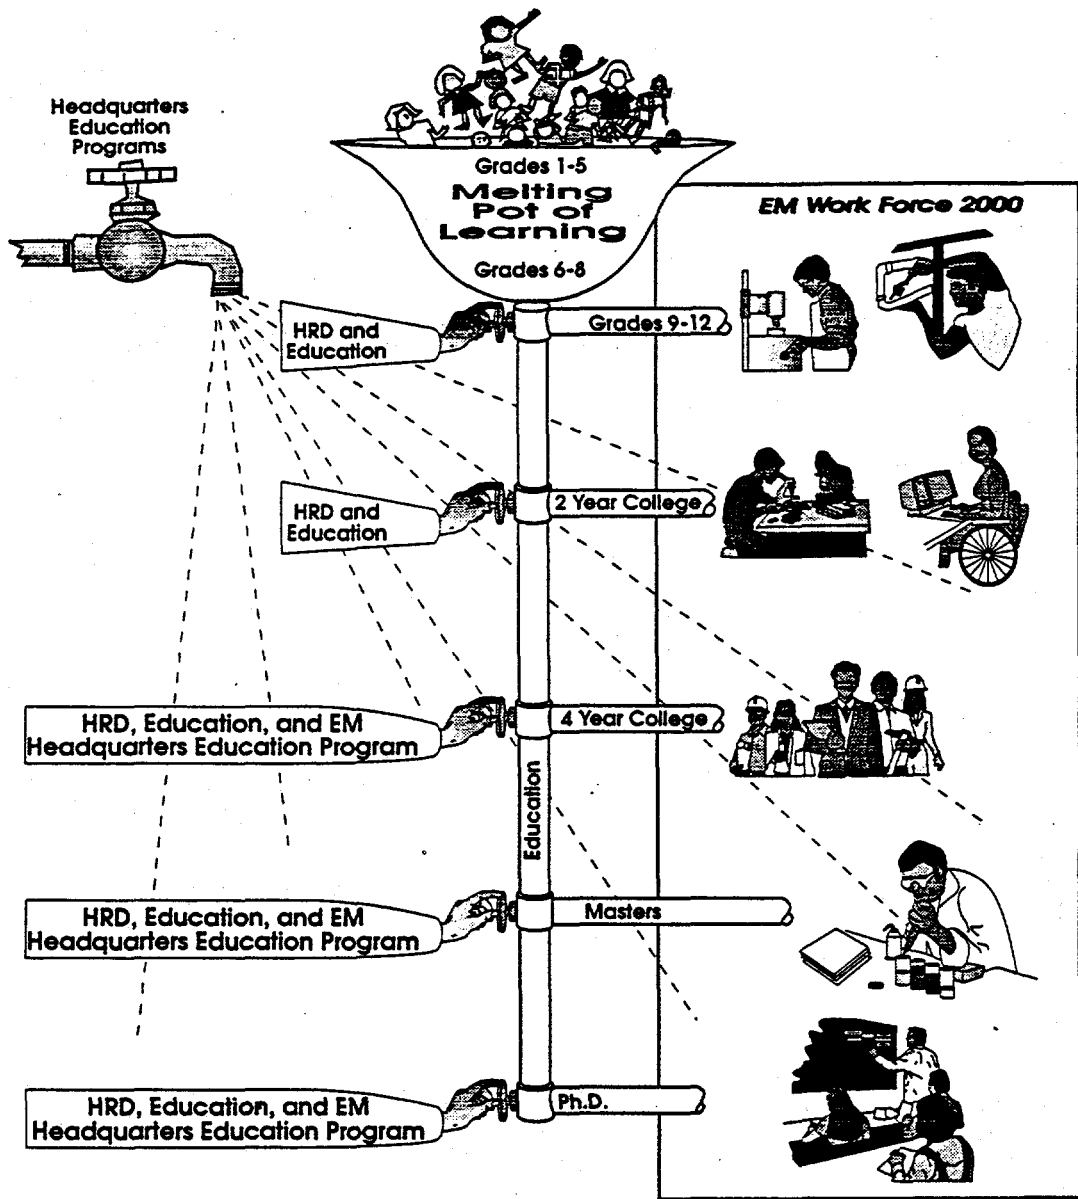 Headquarters
Education
Programs
Grades 1-5
Melting
Pot of
Learning
Grades 6-8
EM Work Force 2000
HRD and
Education
Grades 9-12
HRD and
Education
2 Year College
HRD, Education, and EM
Headquarters Education Program
4 Year College
Education
HRD, Education, and EM
Headquarters Education Program
Masters
HRD, Education, and EM
Headquarters Education Program
Ph.D.